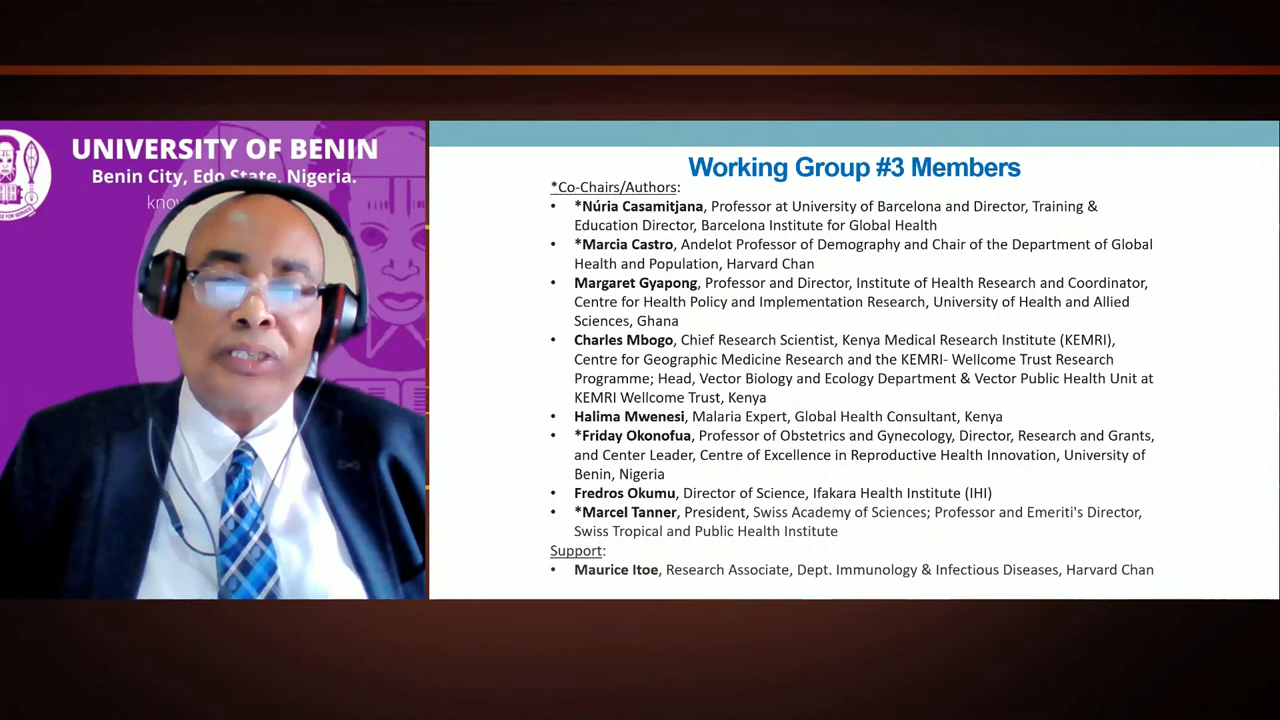 UNIVERSITY OF BENIN
Benin City, Edo State, Nigeria.
Working Group #3 Members
*Co-Chairs/Authors:
• *Núria Casamitjana, Professor at University of Barcelona and Director, Training &
Education Director, Barcelona Institute for Global Health
• *Marcia Castro, Andelot Professor of Demography and Chair of the Department of Global
Health and Population, Harvard Chan
• Margaret Gyapong, Professor and Director, Institute of Health Research and Coordinator,
Centre for Health Policy and Implementation Research, University of Health and Allied
Sciences, Ghana
• Charles Mbogo, Chief Research Scientist, Kenya Medical Research Institute (KEMRI),
Centre for Geographic Medicine Research and the KEMRI- Wellcome Trust Research
Programme; Head, Vector Biology and Ecology Department & Vector Public Health Unit at
KEMRI Wellcome Trust, Kenya
• Halima Mwenesi, Malaria Expert, Global Health Consultant, Kenya
• *Friday Okonofua, Professor of Obstetrics and Gynecology, Director, Research and Grants,
and Center Leader, Centre of Excellence in Reproductive Health Innovation, University of
Benin, Nigeria
• Fredros Okumu, Director of Science, Ifakara Health Institute (IHI)
• *Marcel Tanner, President, Swiss Academy of Sciences; Professor and Emeriti's Director,
Swiss Tropical and Public Health Institute
Support:
• Maurice Itoe, Research Associate, Dept. Immunology & Infectious Diseases, Harvard Chan